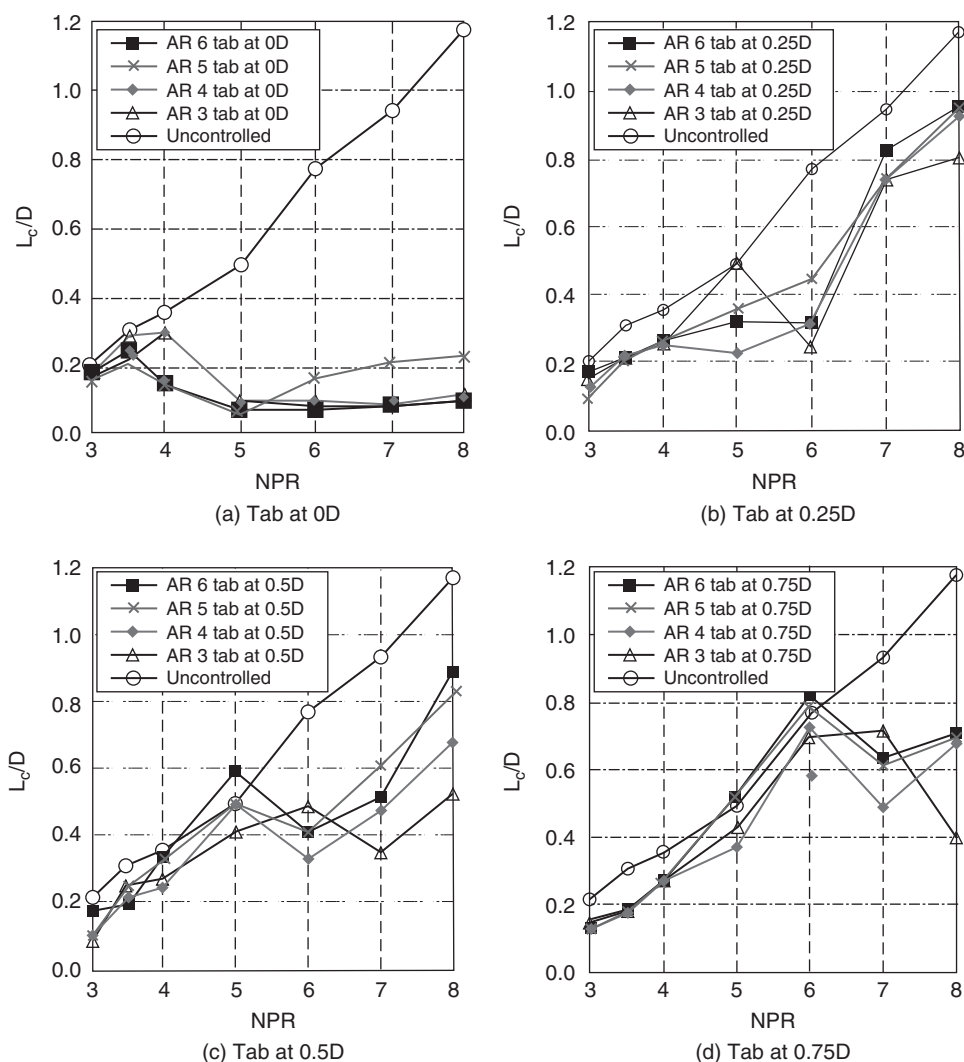 1.2
1.0
0.8
0.6
0.4
0.2
0.0
Lc/D
AR 6 tab at 0D
AR 5 tab at 0D
AR 4 tab at 0D
AR 3 tab at 0D
Uncontrolled
3 4 5 6 7 8
NPR
(a) Tab at 0D
1.2
1.0
0.8
0.6
0.4
0.2
0.0
Lc/D
AR 6 tab at 0.25D
AR 5 tab at 0.25D
AR 4 tab at 0.25D
AR 3 tab at 0.25D
Uncontrolled
3 4 5 6 7 8
NPR
(b) Tab at 0.25D
1.2
1.0
0.8
0.6
0.4
0.2
0.0
Lc/D
AR 6 tab at 0.5D
AR 5 tab at 0.5D
AR 4 tab at 0.5D
AR 3 tab at 0.5D
Uncontrolled
3 4 5 6 7 8
NPR
(c) Tab at 0.5D
1.2
1.0
0.8
0.6
0.4
0.2
0.0
Lc/D
AR 6 tab at 0.75D
AR 5 tab at 0.75D
AR 4 tab at 0.75D
AR 3 tab at 0.75D
Uncontrolled
3 4 5 6 7 8
NPR
(d) Tab at 0.75D